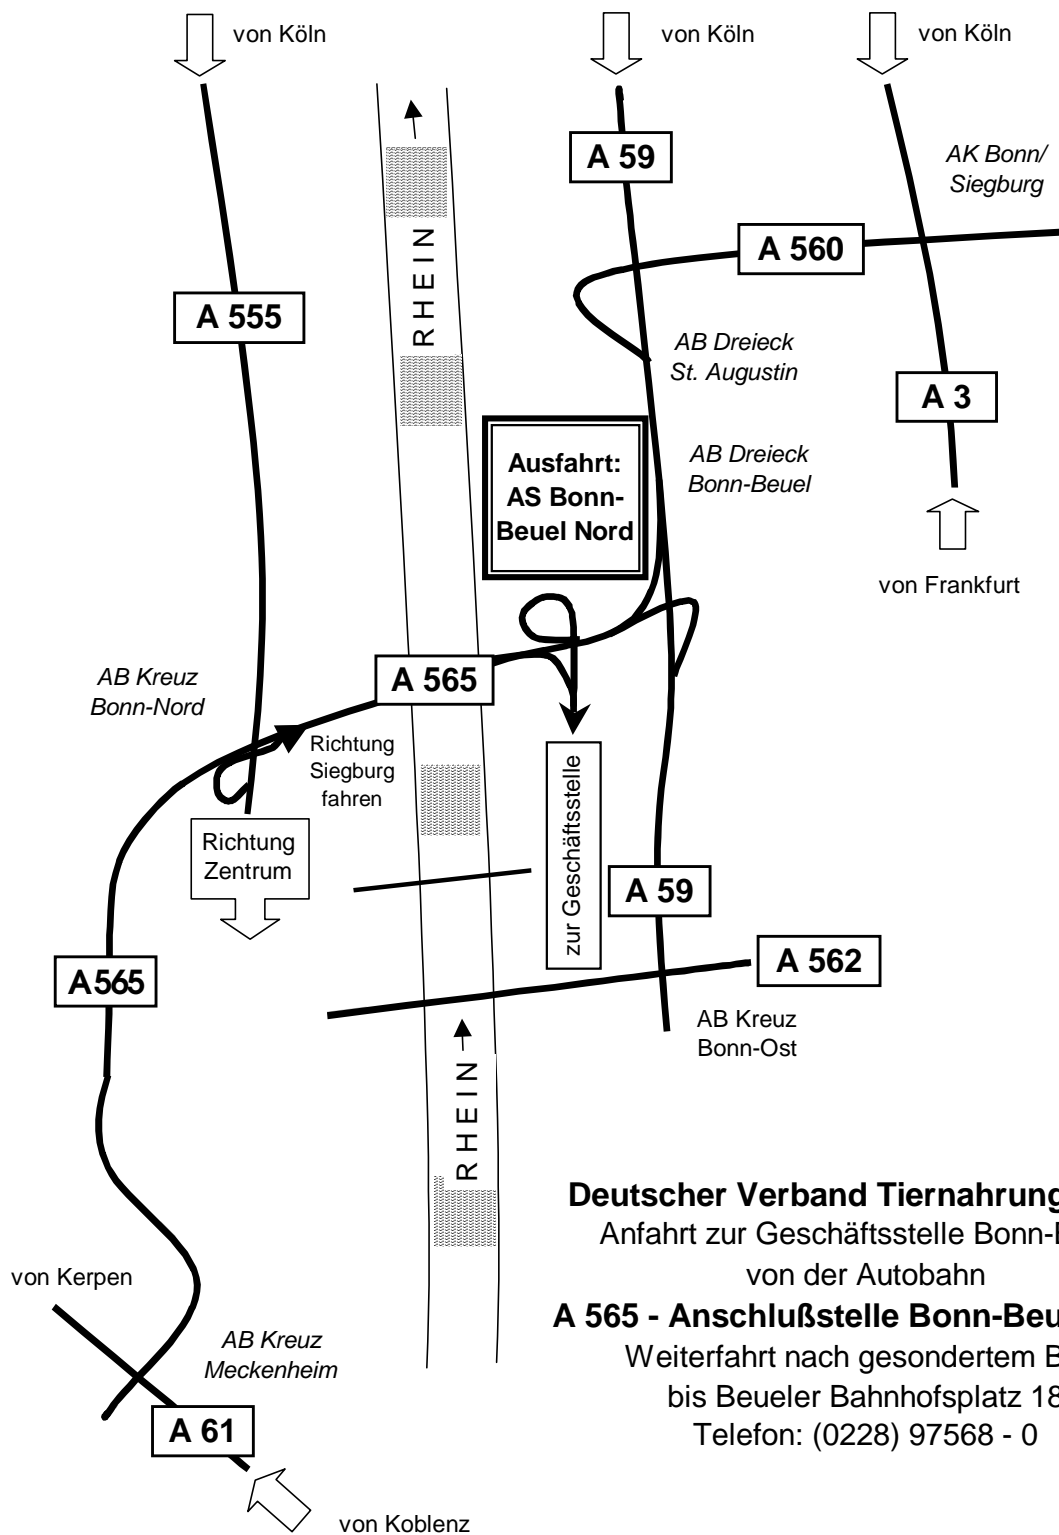 von Köln
von Köln
von Köln
A 59
AK Bonn/
Siegburg
RHEIN
A 560
A 555
AB Dreieck
St. Augustin
A 3
Ausfahrt:
AS Bonn-
Beuel Nord
AB Dreieck
Bonn-Beuel
von Frankfurt
AB Kreuz
Bonn-Nord
A 565
Richtung
Siegburg
fahren
zur Geschäftsstelle
Richtung
Zentrum
A 59
A 562
A565
AB Kreuz
Bonn-Ost
RHEIN
Deutscher Verband Tiernahrung
Anfahrt zur Geschäftsstelle Bonn-
von der Autobahn
A 565 - Anschlußstelle Bonn-Beu
Weiterfahrt nach gesondertem
bis Beueler Bahnhofsplatz 18
Telefon: (0228) 97568 - 0
von Kerpen
AB Kreuz
Meckenheim
A 61
von Koblenz